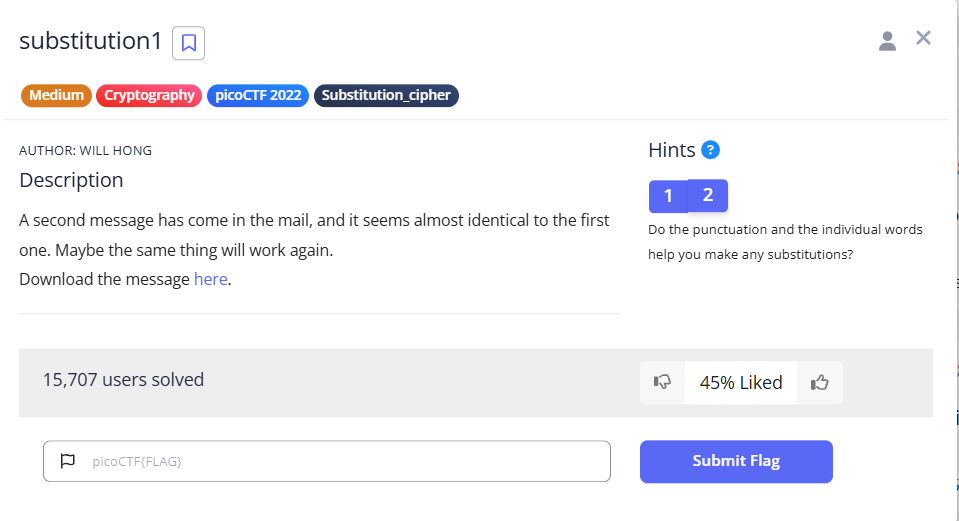 substitution1
Medium Cryptography picoCTF 2022 Substitution_cipher
AUTHOR: WILL HONG
Description
A second message has come in the mail, and it seems almost identical to the first
one. Maybe the same thing will work again.
Download the message here.
Hints ?
1 2
Do the punctuation and the individual words
help you make any substitutions?
15,707 users solved
45% Liked
picoCTF{FLAG}
Submit Flag